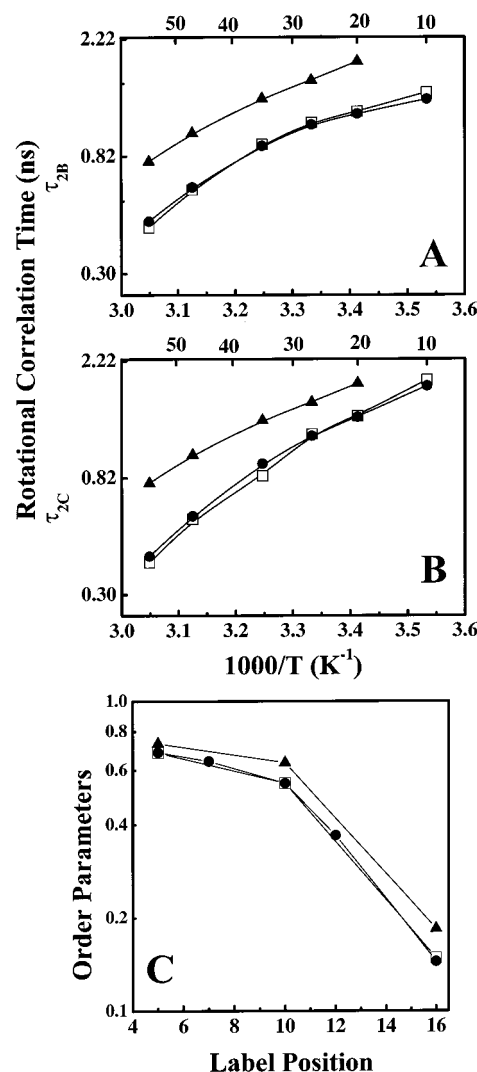 50 40 30 20 10
2.22
0.82
0.30
A
3.0 3.1 3.2 3.3 3.4 3.5 3.6
50 40 30 20 10
2.22
0.82
0.30
B
3.0 3.1 3.2 3.3 3.4 3.5 3.6
1000/T (K⁻¹)
Rotational Correlation Time (ns)
τ2B
τ2C
1.0
0.8
0.6
0.4
0.2
0.1
C
4 6 8 10 12 14 16
Order Parameters
Label Position